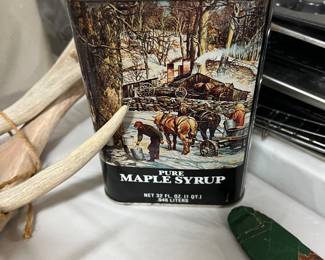 PURE
MAPLE SYRUP
NET 32 FL. OZ. (1 QT.)
.946 LITERS